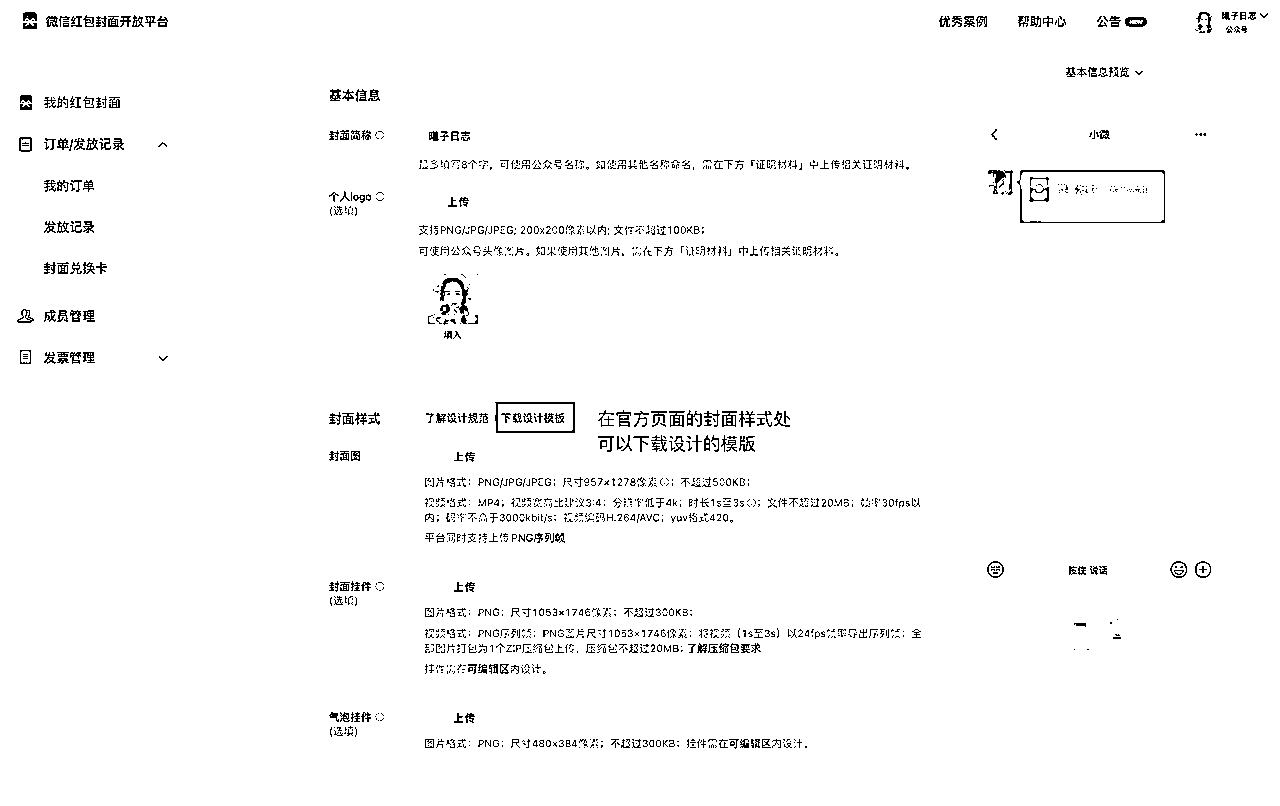 微信红包封面开放平台
优秀案例
帮助中心
公告 NEW
曦子日志
公众号
我的红包封面
订单/发放记录
我的订单
发放记录
封面兑换卡
成员管理
发票管理
基本信息
封面简称
曦子日志
最多填写8个字，可使用公众号名称。如使用其他名称命名，需在下方「证明材料」中上传相关证明材料。
个人logo
(选填)
上传
支持PNG/JPG/JPEG; 200x200像素以内; 文件不超过100KB;
可使用公众号头像图片。如果使用其他图片，需在下方「证明材料」中上传相关证明材料。
填入
封面样式
了解设计规范
下载设计模板
在官方页面的封面样式处
可以下载设计的模版
封面图
上传
图片格式：PNG/JPG/JPEG；尺寸957×1278像素；不超过500KB；
视频格式：MP4；视频宽高比建议3:4；分辨率低于4k；时长1s至3s；文件不超过20MB；帧率30fps以
内；码率不高于3000kbit/s；视频编码H.264/AVC；yuv格式420。
平台同时支持上传PNG序列帧
封面挂件
(选填)
上传
图片格式：PNG；尺寸1053×1746像素；不超过300KB；
视频格式：PNG序列帧；PNG图片尺寸1053×1746像素；将视频（1s至3s）以24fps帧率导出序列帧；全
部图片打包为1个ZIP压缩包上传，压缩包不超过20MB；了解压缩包要求
挂件需在可编辑区内设计。
气泡挂件
(选填)
上传
图片格式：PNG；尺寸480×384像素；不超过300KB；挂件需在可编辑区内设计。
基本信息预览
小微
按住 说话